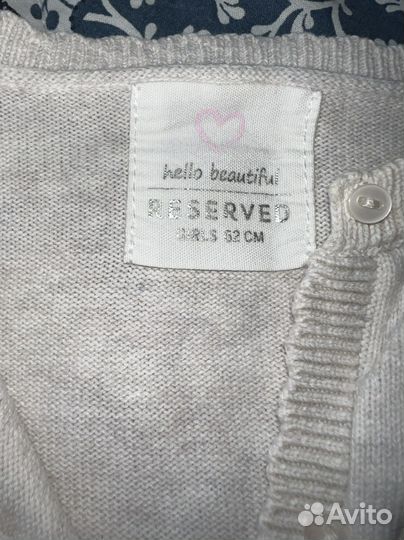 hello beautiful
RESERVED
GIRLS 62 CM
Avito